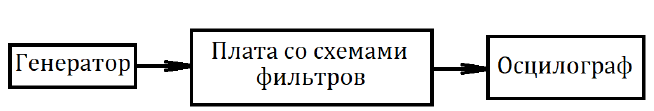 Генератор
Плата со схемами
фильтров
Осцилограф